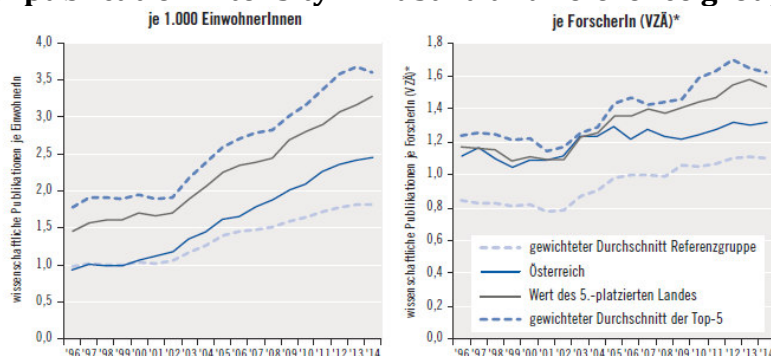 je 1.000 EinwohnerInnen
wissenschaftliche Publikationen je EinwohnerIn
4,0
3,5
3,0
2,5
2,0
1,5
1,0
0,5
0,0
'96 '97 '98 '99 '00 '01 '02 '03 '04 '05 '06 '07 '08 '09 '10 '11 '12 '13 '14
je ForscherIn (VZÄ)*
wissenschaftliche Publikationen je ForscherIn (VZÄ)*
1,8
1,6
1,4
1,2
1,0
0,8
0,6
0,4
0,2
0,0
gewichteter Durchschnitt Referenzgruppe
Österreich
Wert des 5.-platzierten Landes
gewichteter Durchschnitt der Top-5
'96 '97 '98 '99 '00 '01 '02 '03 '04 '05 '06 '07 '08 '09 '10 '11 '12 '13 '14